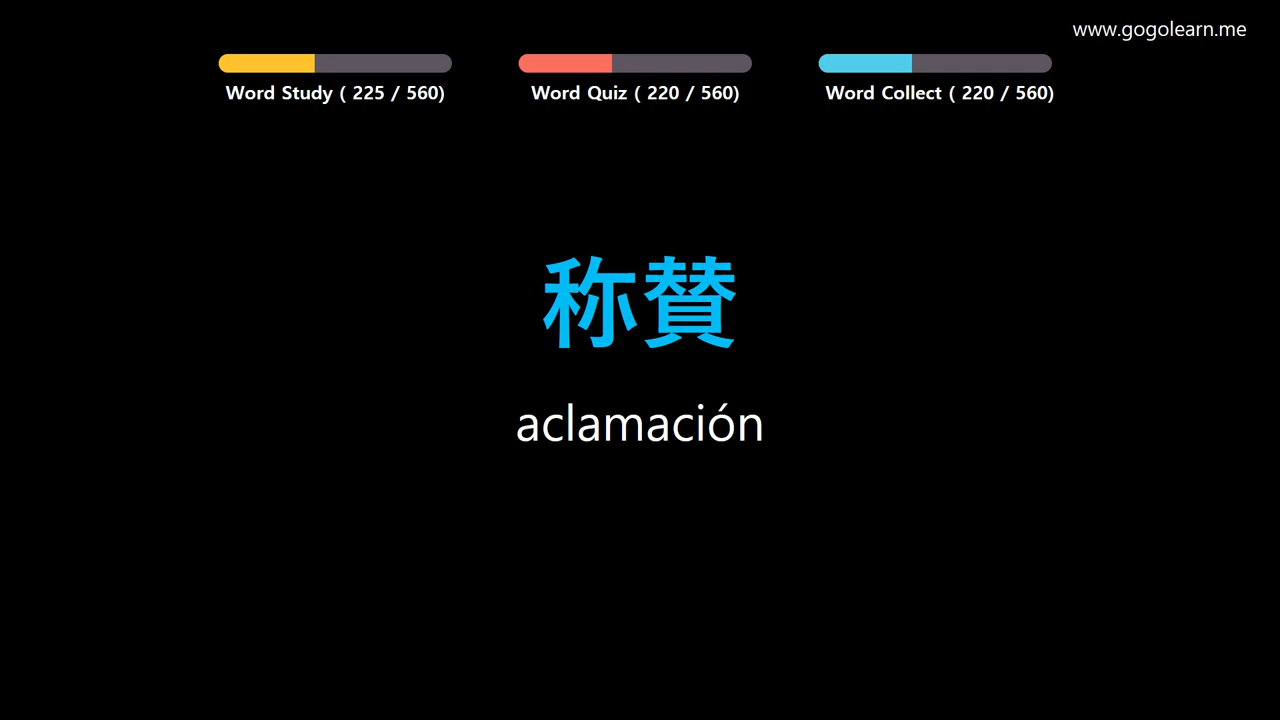 www.gogolearn.me
Word Study ( 225 / 560)
Word Quiz ( 220 / 560)
Word Collect ( 220 / 560)
称賛
aclamación